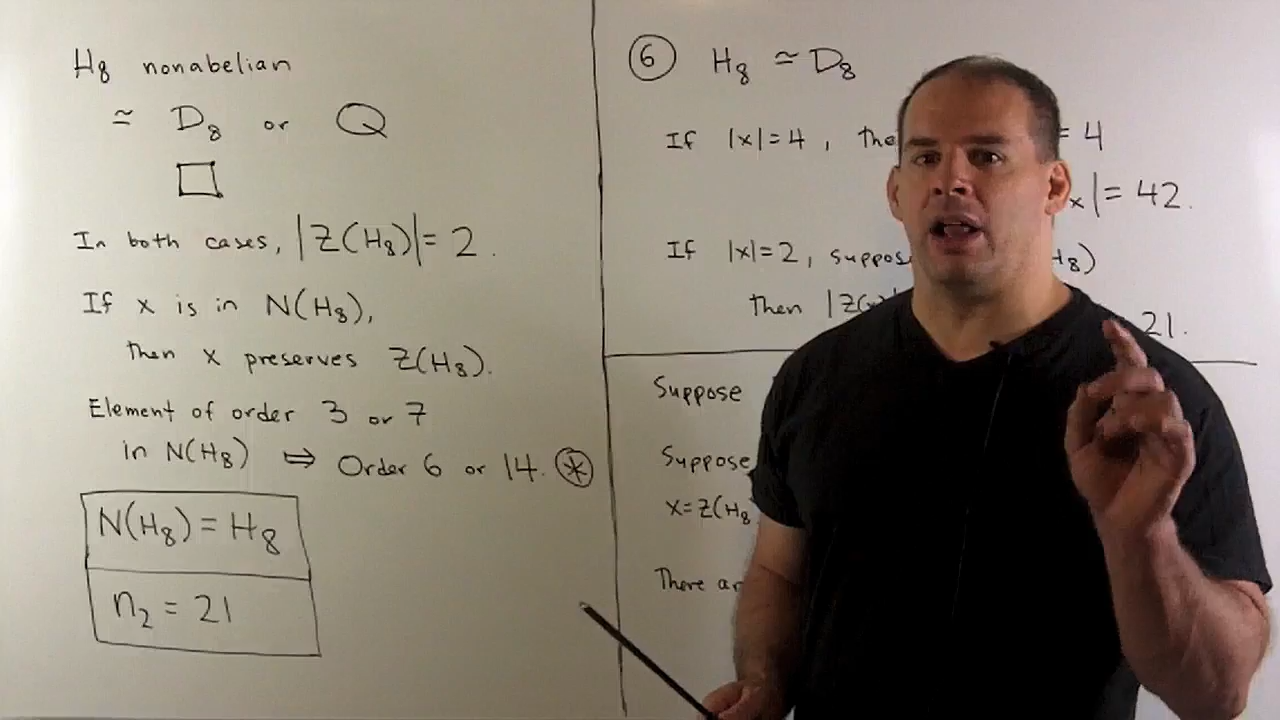 H₈ nonabelian
≃ D₈ or Q
□
In both cases, |Z(H₈)| = 2.
If x is in N(H₈),
then x preserves Z(H₈).
Element of order 3 or 7
in N(H₈) ⇒ Order 6 or 14. ⊛
N(H₈) = H₈
n₂ = 21
⑥ H₈ ≃ D₈
If |x|=4, = 4
x| = 42.
If |x|=2, H₈)
then 21.
Suppose
Suppose
x=Z(H₈
There